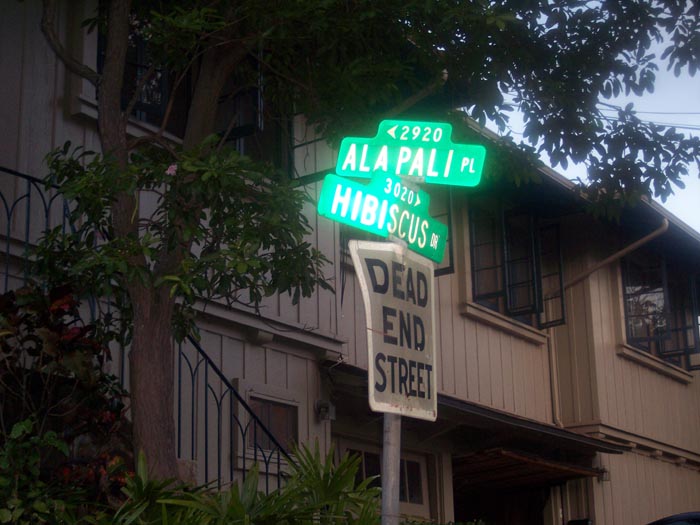 2920
ALA PALI PL
3020
HIBISCUS DR
DEAD
END
STREET